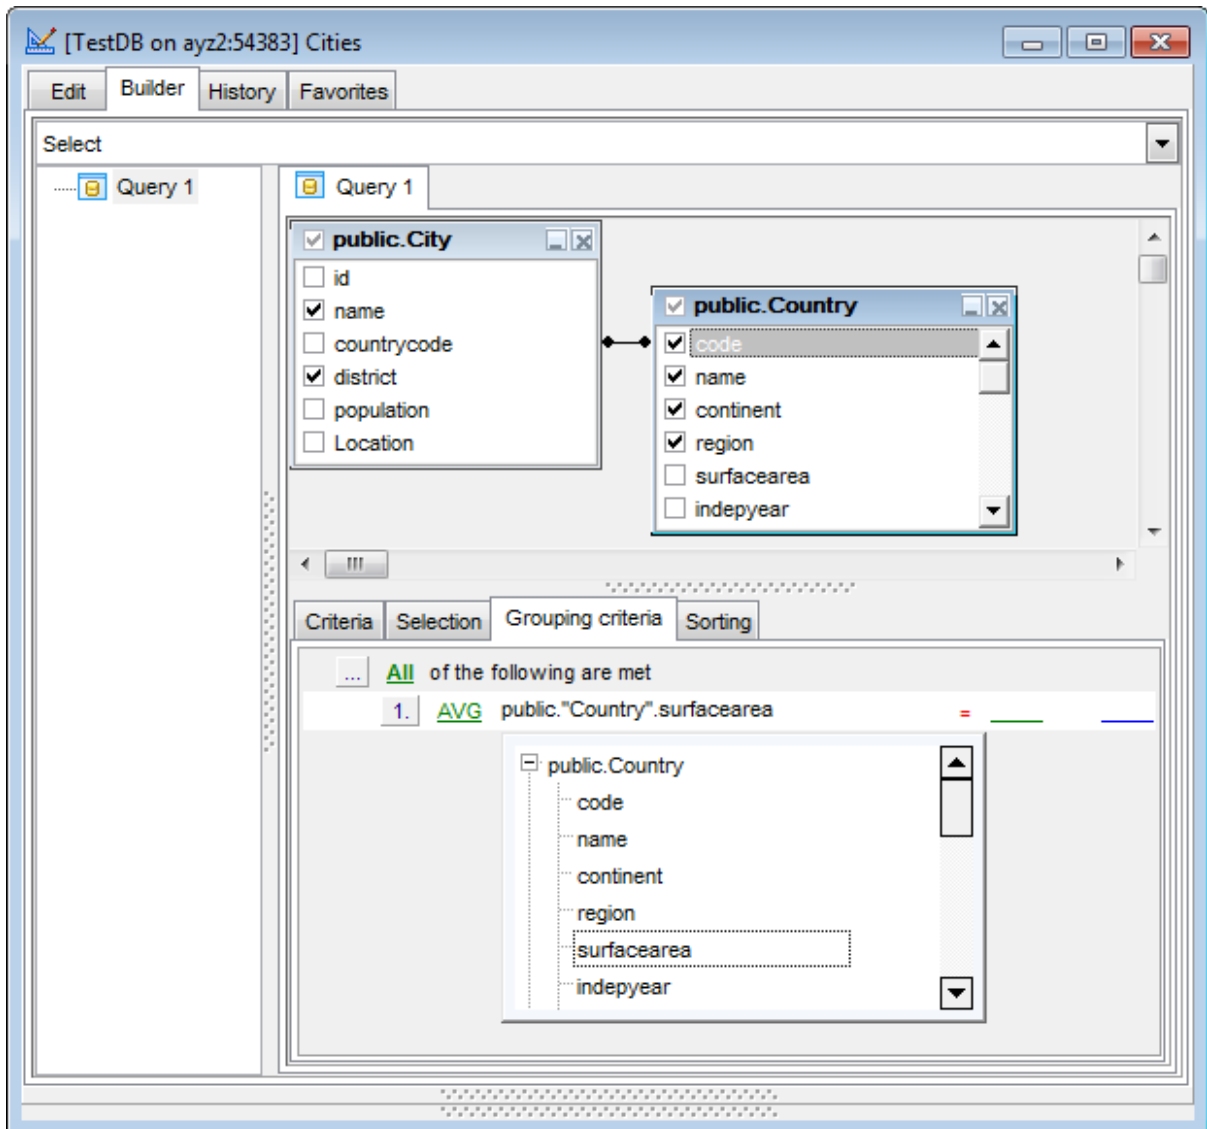 [TestDB on ayz2:54383] Cities
Edit Builder History Favorites
Select
Query 1
Query 1
public.City
id
name
countrycode
district
population
Location
public.Country
code
name
continent
region
surfacearea
indepyear
Criteria Selection Grouping criteria Sorting
... All of the following are met
1. AVG public."Country".surfacearea =
public.Country
code
name
continent
region
surfacearea
indepyear